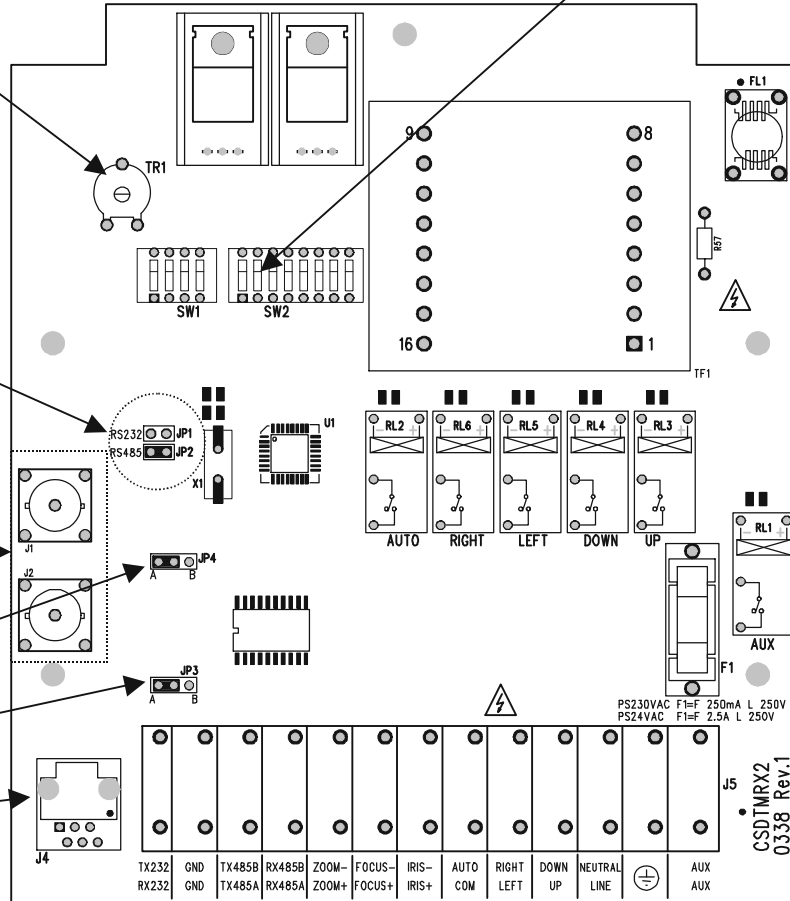 FL1
TR1
9
8
R57
SW1
SW2
16
1
TF1
RS232
JP1
RS485
JP2
X1
U1
- RL2 +
- RL6 +
- RL5 +
- RL4 +
- RL3 +
AUTO
RIGHT
LEFT
DOWN
UP
J1
J2
JP4
A
B
- RL1 +
AUX
JP3
A
B
F1
PS230VAC F1=F 250mA L 250V
PS24VAC F1=F 2.5A L 250V
J4
J5
CSDTMRX2
0338 Rev.1
TX232 GND TX485B RX485B ZOOM- FOCUS- IRIS- AUTO RIGHT DOWN NEUTRAL AUX
RX232 GND TX485A RX485A ZOOM+ FOCUS+ IRIS+ COM LEFT UP LINE AUX